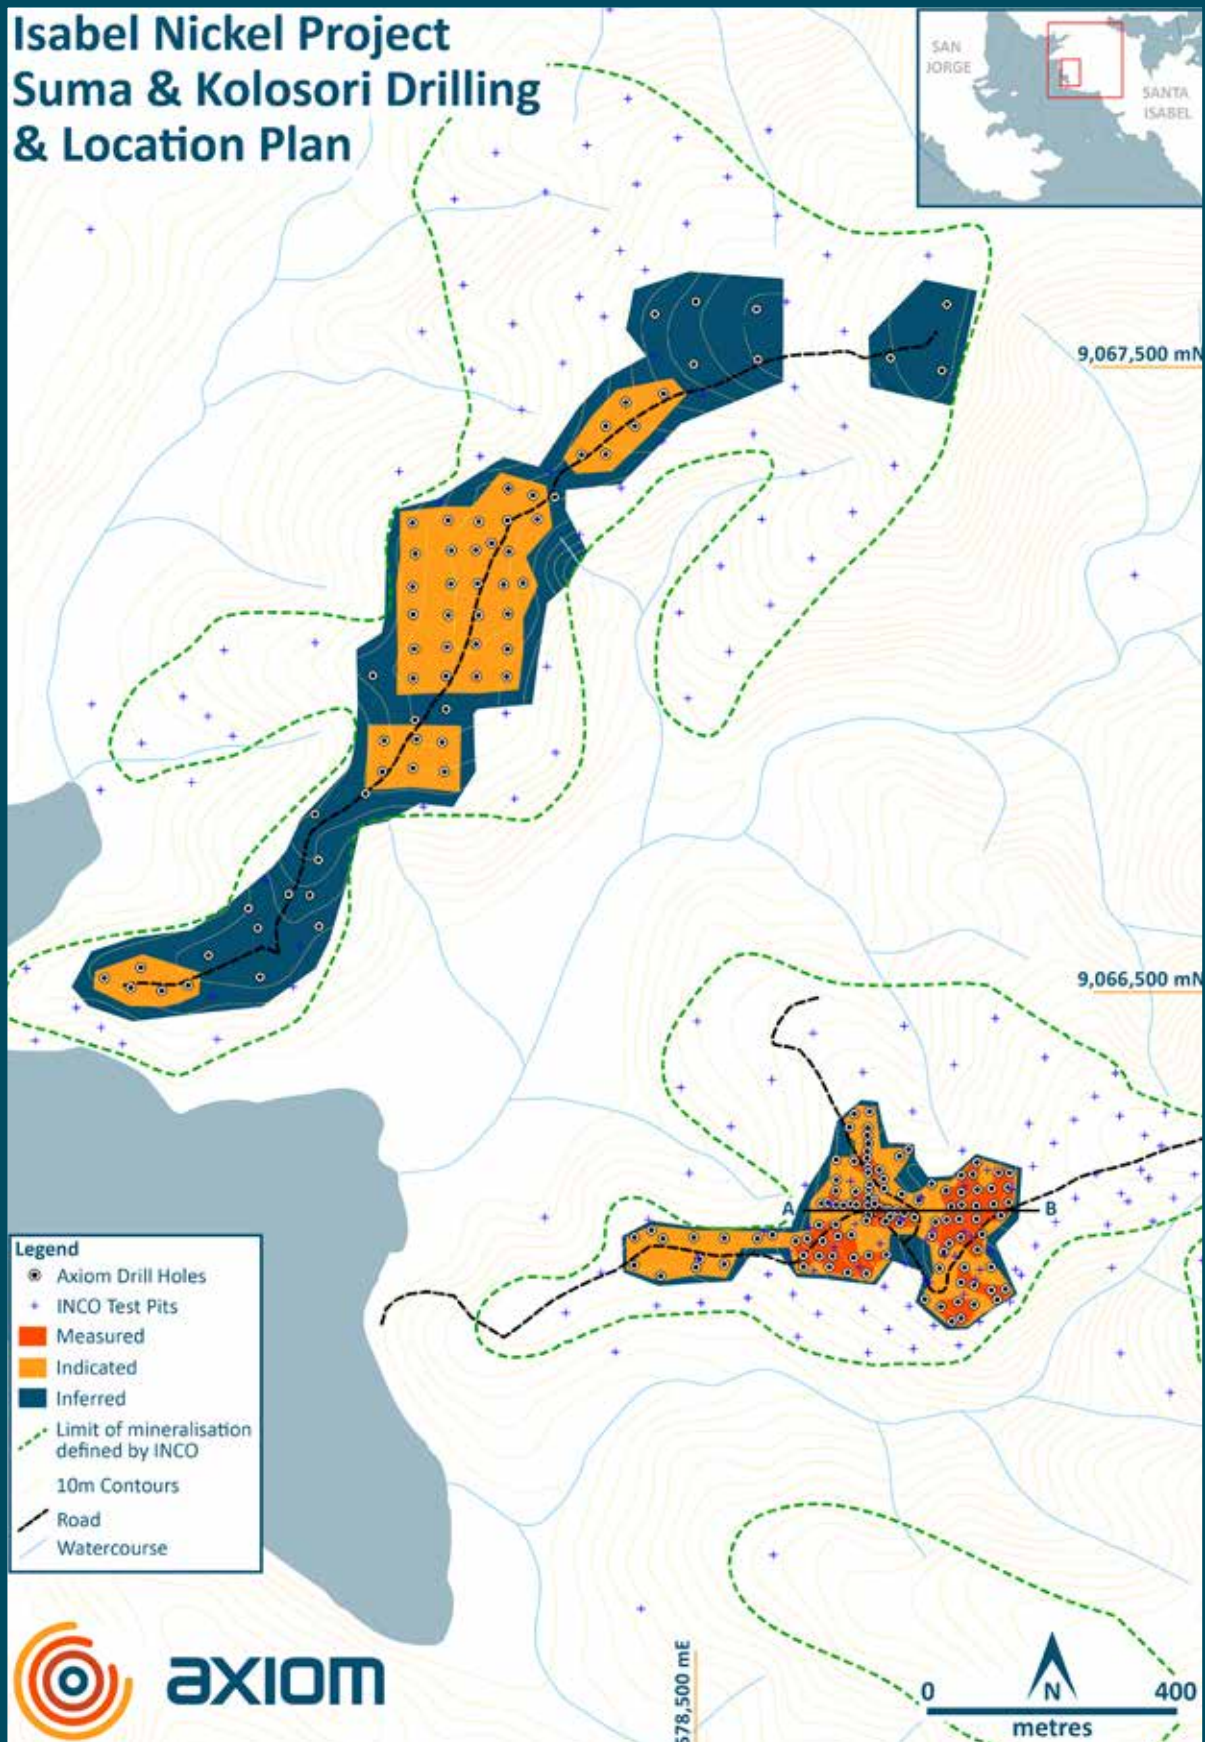 Isabel Nickel Project
Suma & Kolosori Drilling
& Location Plan
SAN
JORGE
SANTA
ISABEL
9,067,500 mN
9,066,500 mN
A
B
Legend
Axiom Drill Holes
INCO Test Pits
Measured
Indicated
Inferred
Limit of mineralisation
defined by INCO
10m Contours
Road
Watercourse
axiom
578,500 mE
0
N
400
metres